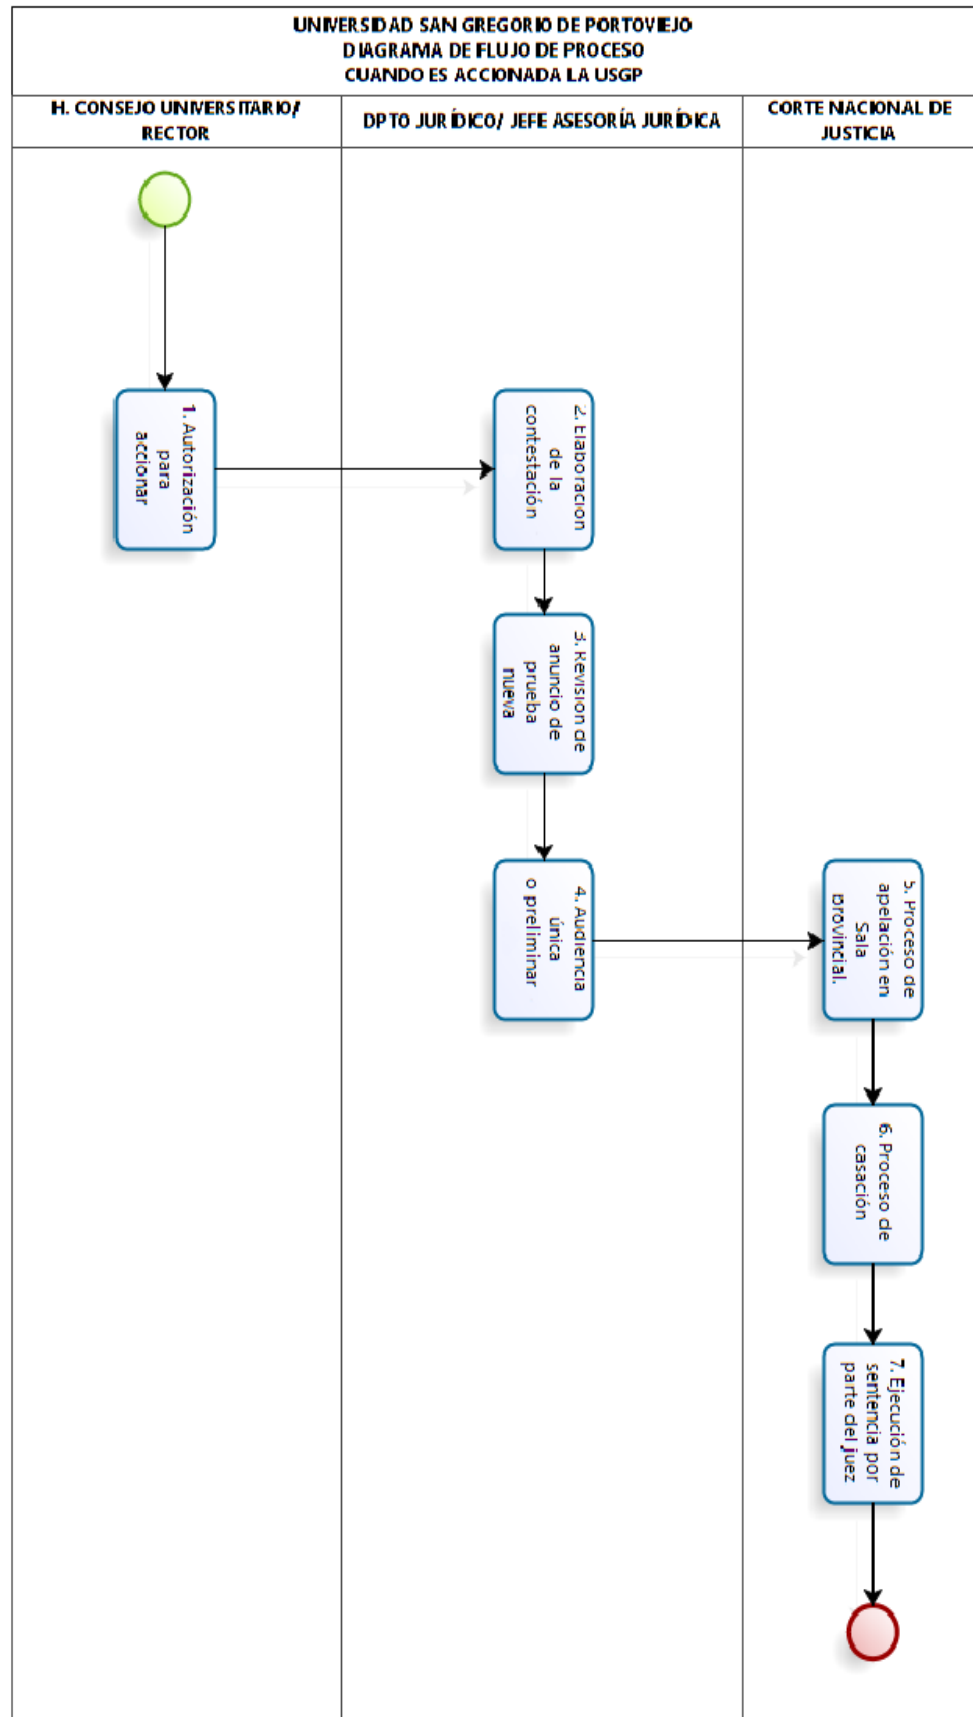 UNIVERSIDAD SAN GREGORIO DE PORTOVIEJO
DIAGRAMA DE FLUJO DE PROCESO
CUANDO ES ACCIONADA LA USGP
H. CONSEJO UNIVERSITARIO/
RECTOR
DPTO JURÍDICO/ JEFE ASESORÍA JURÍDICA
CORTE NACIONAL DE
JUSTICIA
1. Autorización
para
accionar
2. Elaboracion
de la
contestación
3. Revision de
anuncio de
prueba
nueva
4. Audiencia
única
o preliminar
5. Proceso de
apelación en
Sala
provincial.
6. Proceso de
casación
7. Ejecución de
sentencia por
parte del juez